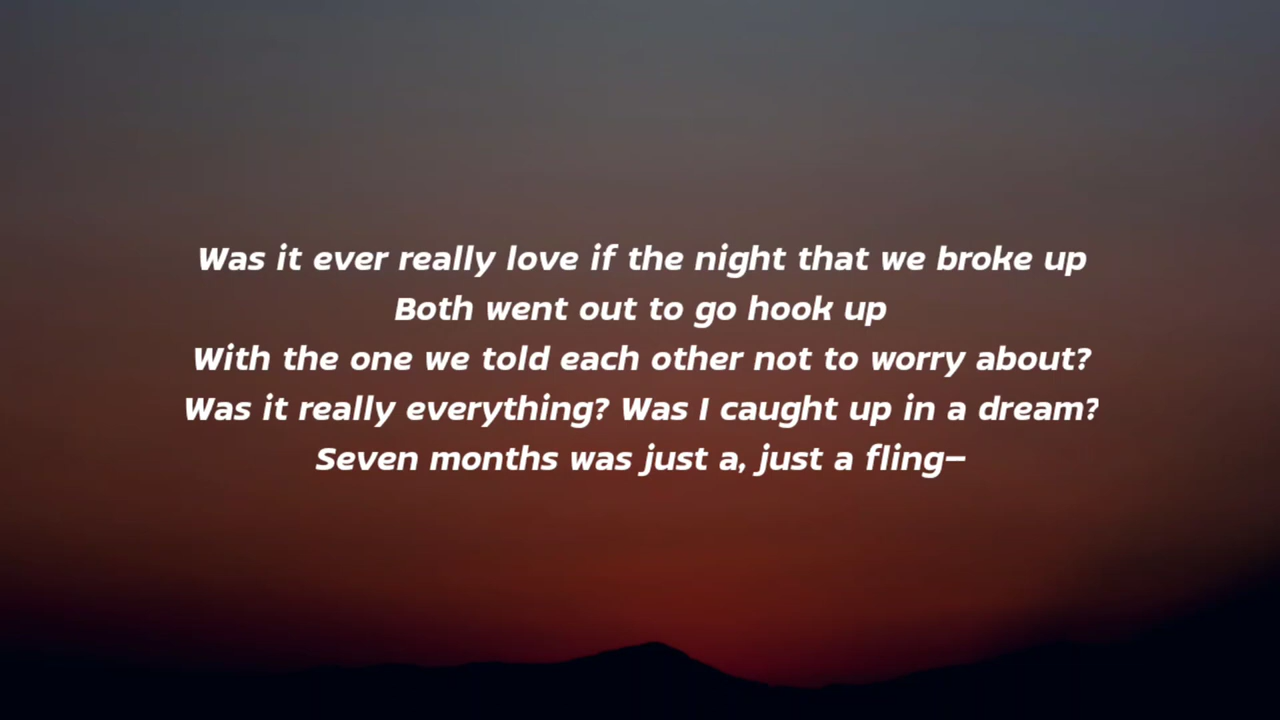 Was it ever really love if the night that we broke up
Both went out to go hook up
With the one we told each other not to worry about?
Was it really everything? Was I caught up in a dream?
Seven months was just a, just a fling–